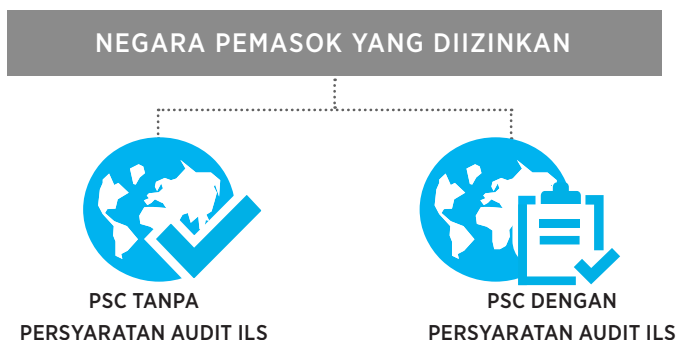 NEGARA PEMASOK YANG DIIZINKAN
PSC TANPA
PERSYARATAN AUDIT ILS
PSC DENGAN
PERSYARATAN AUDIT ILS